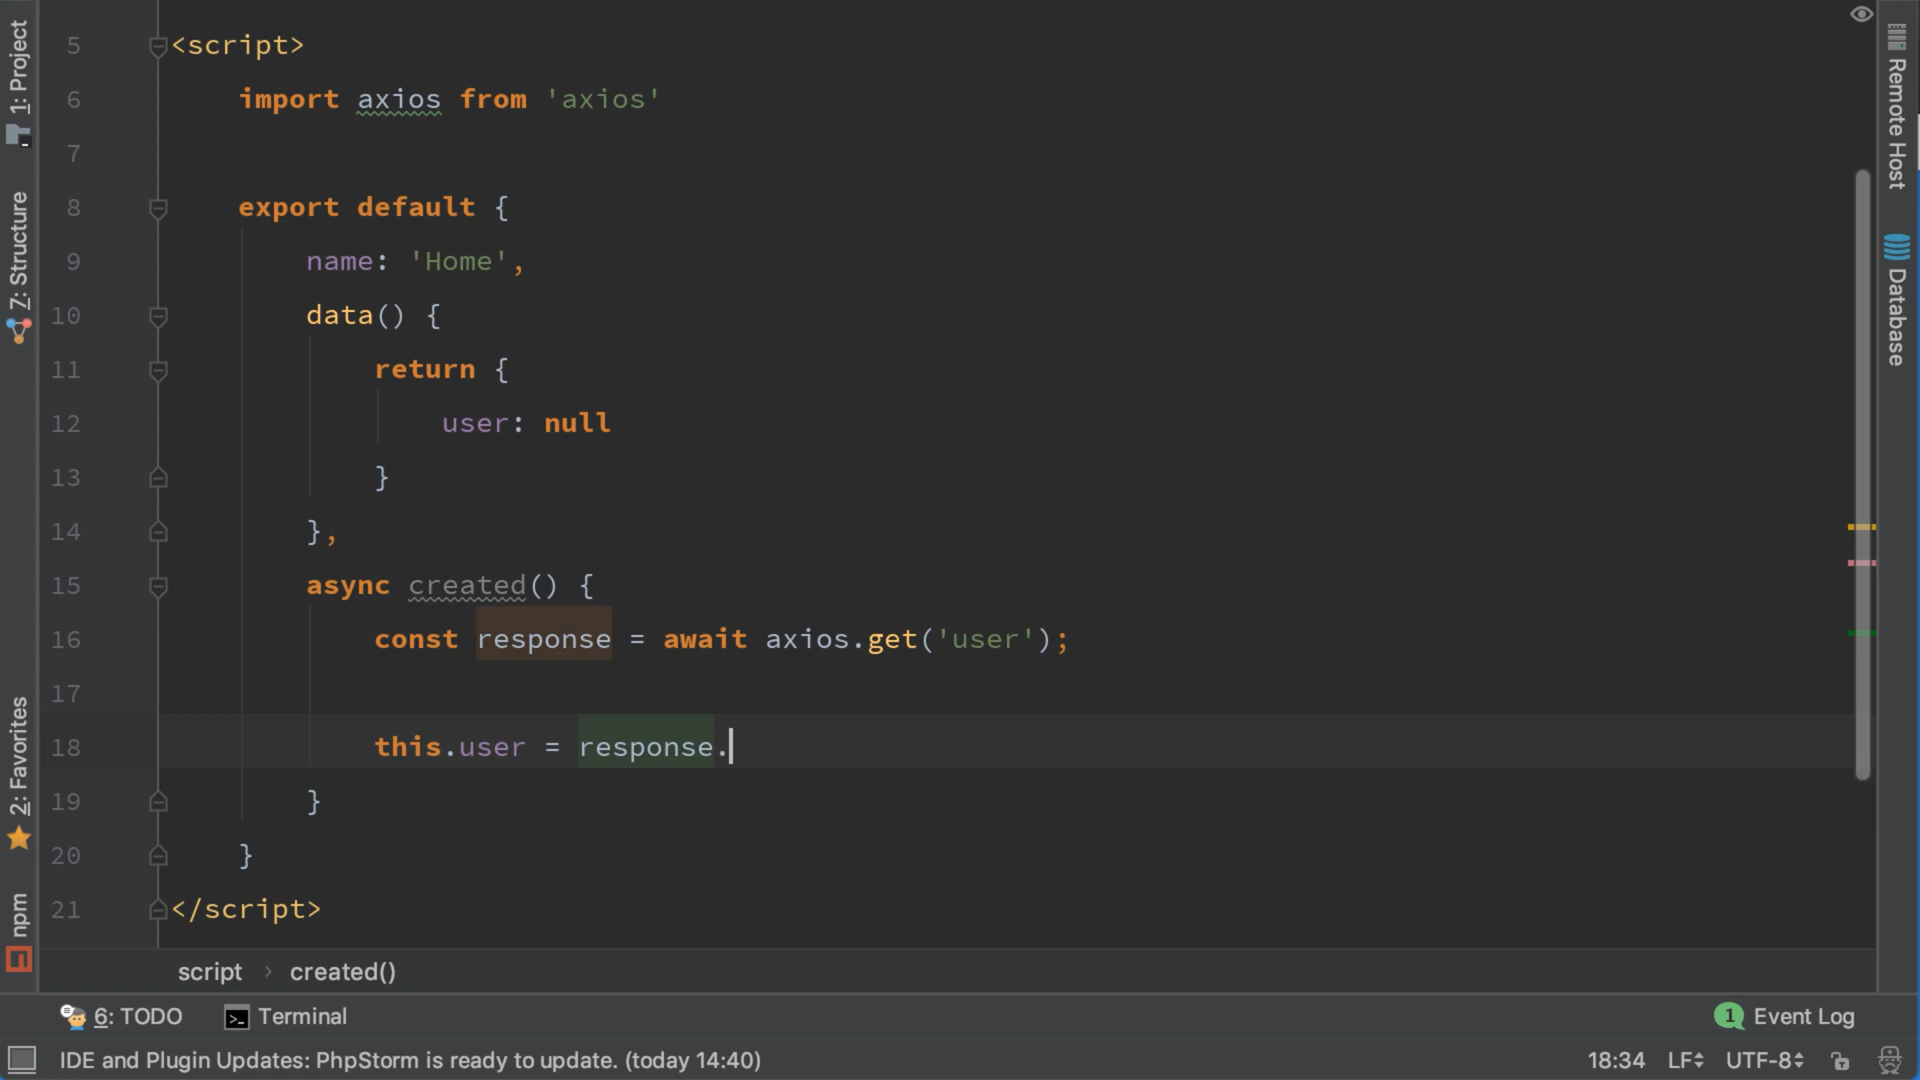 1: Project
Z: Structure
2: Favorites
npm
5 <script>
6 import axios from 'axios'
7
8 export default {
9 name: 'Home',
10 data() {
11 return {
12 user: null
13 }
14 },
15 async created() {
16 const response = await axios.get('user');
17
18 this.user = response.
19 }
20 }
21 </script>
script › created()
Remote Host
Database
6: TODO Terminal
1 Event Log
IDE and Plugin Updates: PhpStorm is ready to update. (today 14:40)
18:34 LF UTF-8